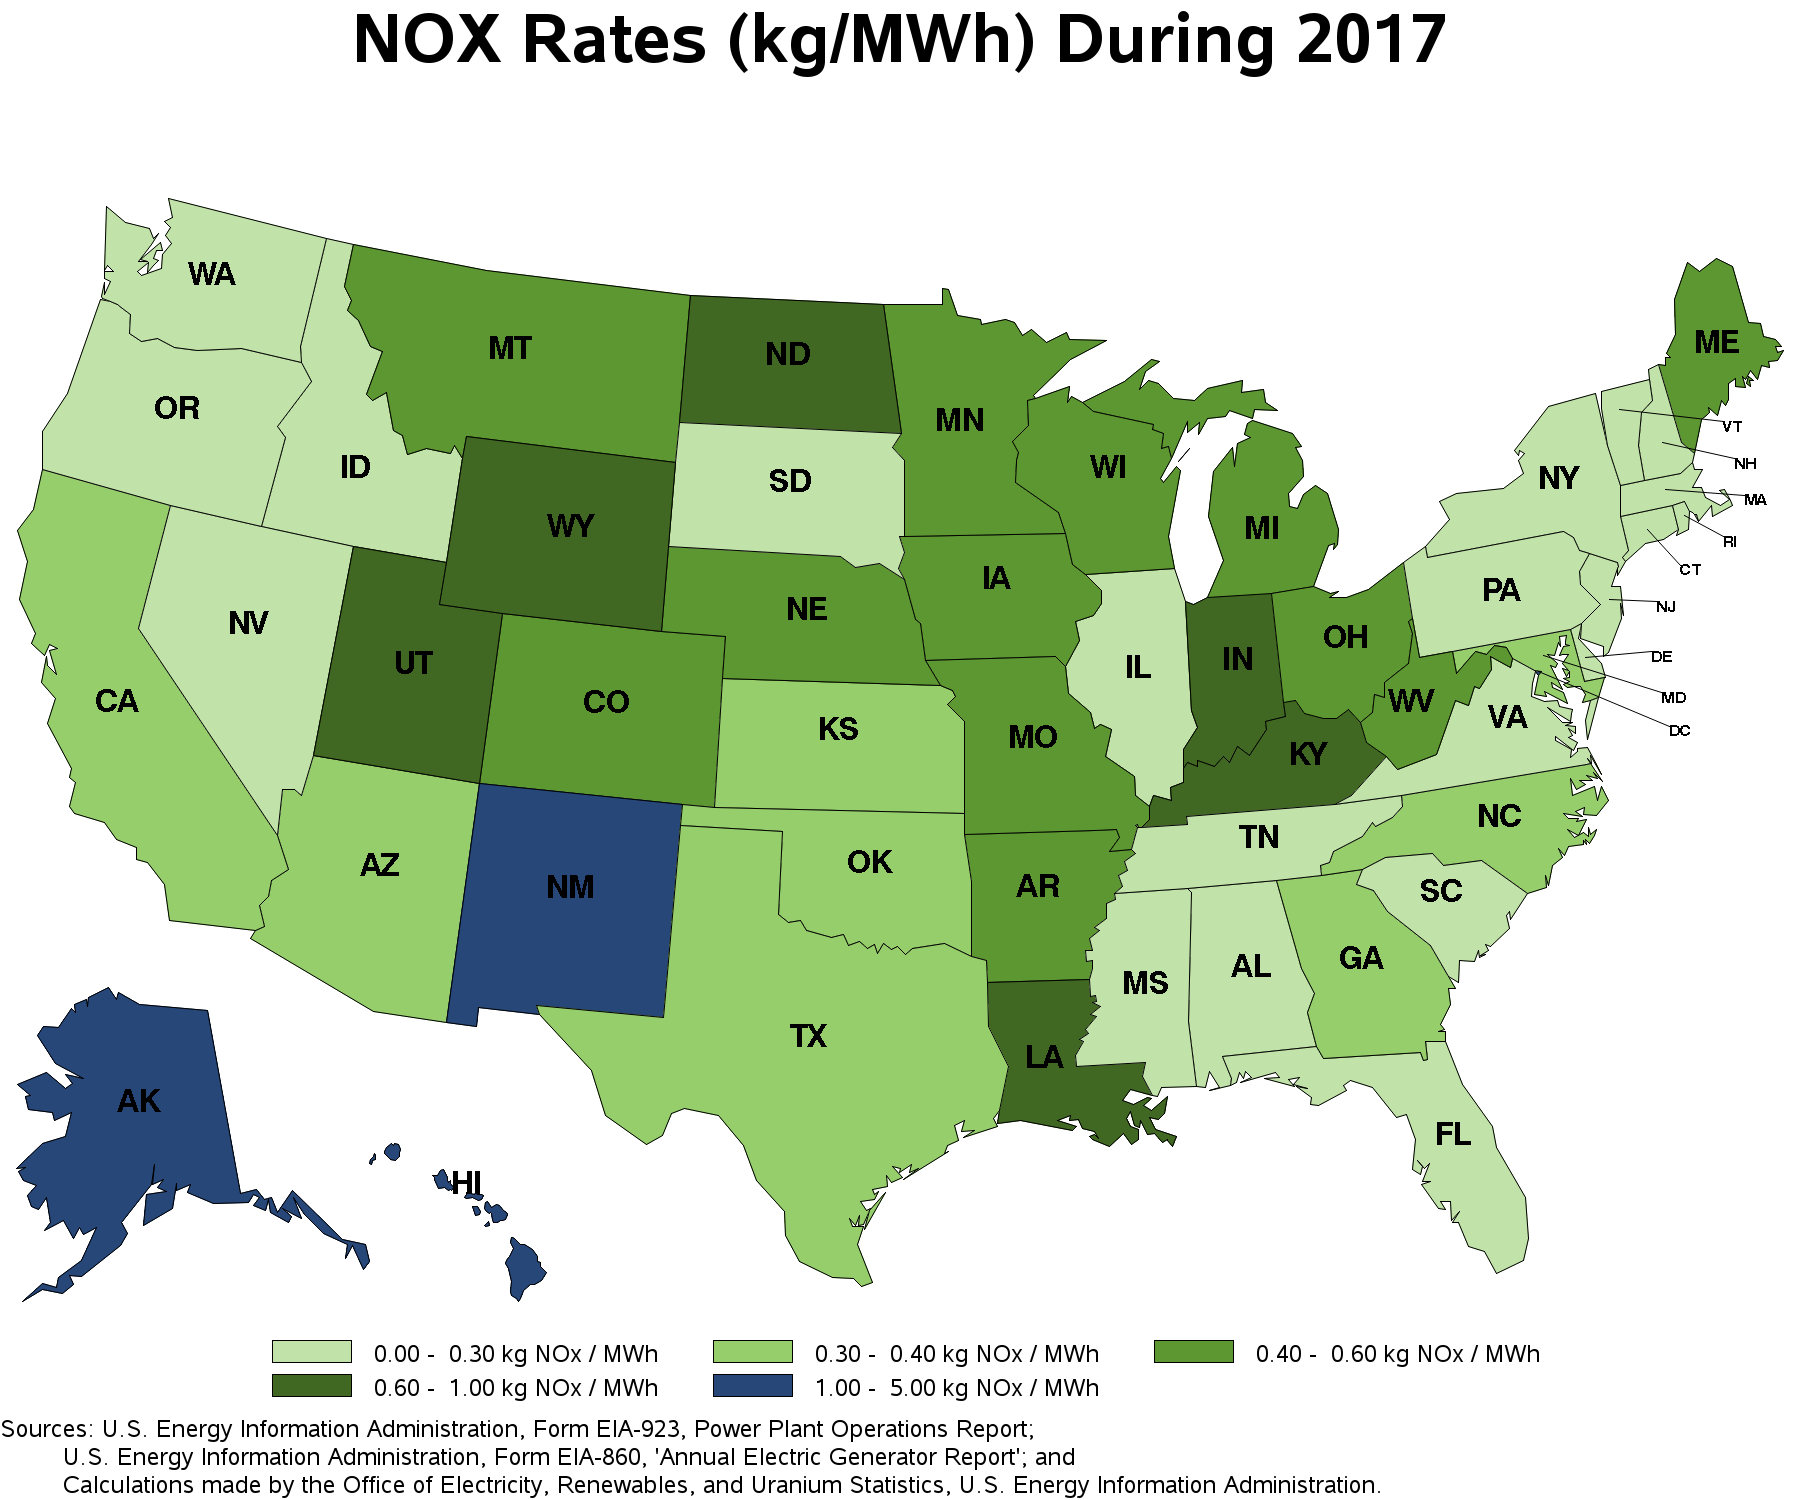 NOX Rates (kg/MWh) During 2017
WA
MT
ND
ME
OR
MN
VT
ID
SD
WI
NY
NH
MA
WY
MI
RI
CT
IA
PA
NE
NJ
NV
OH
UT
IN
IL
DE
CA
CO
WV
MD
VA
KS
MO
DC
KY
NC
TN
AZ
OK
NM
AR
SC
GA
AL
MS
TX
LA
AK
FL
HI
0.00 - 0.30 kg NOx / MWh
0.30 - 0.40 kg NOx / MWh
0.40 - 0.60 kg NOx / MWh
0.60 - 1.00 kg NOx / MWh
1.00 - 5.00 kg NOx / MWh
Sources: U.S. Energy Information Administration, Form EIA-923, Power Plant Operations Report;
U.S. Energy Information Administration, Form EIA-860, 'Annual Electric Generator Report'; and
Calculations made by the Office of Electricity, Renewables, and Uranium Statistics, U.S. Energy Information Administration.